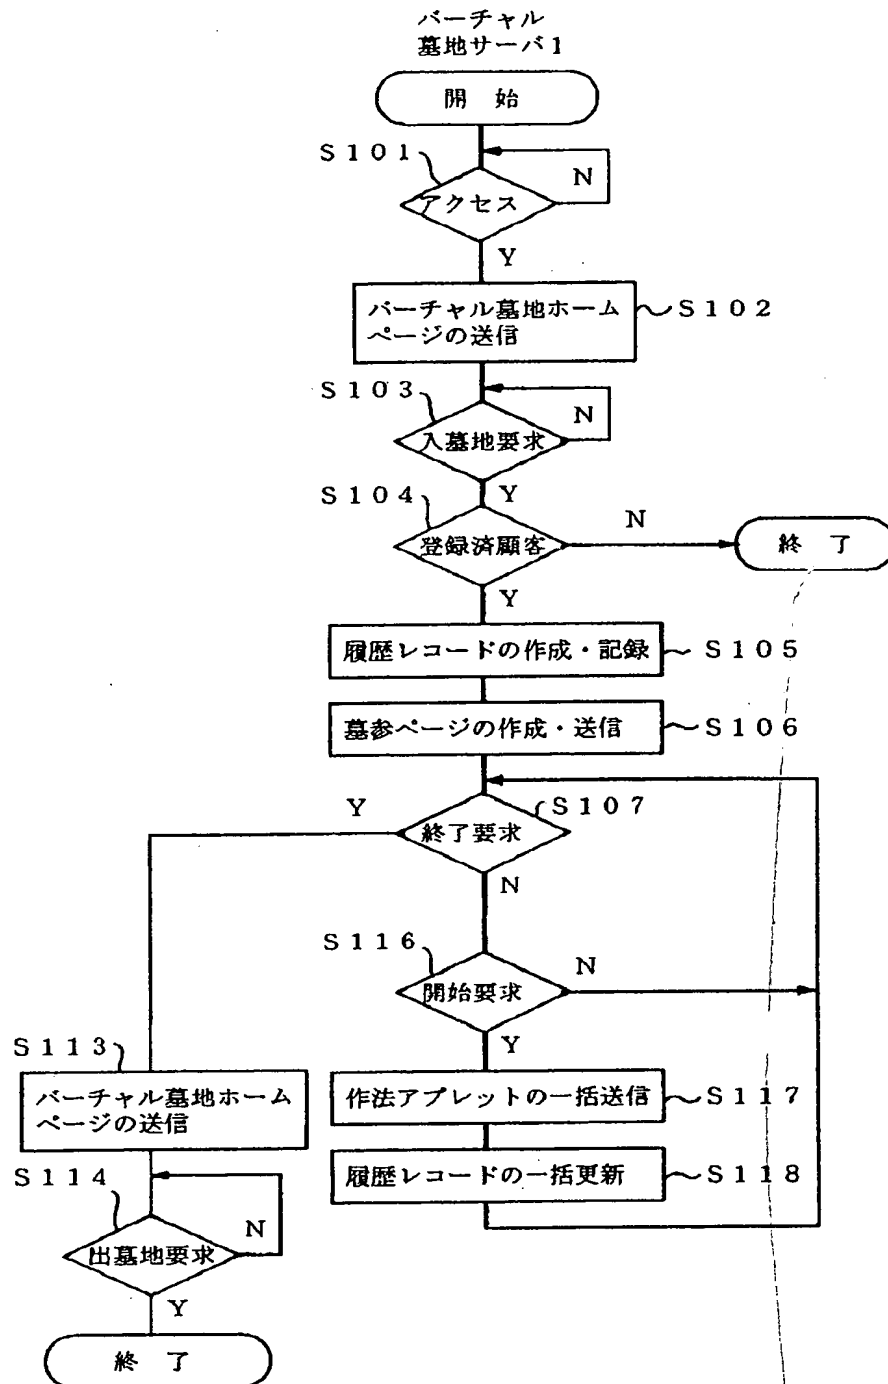 バーチャル
墓地サーバ1
開 始
S101
N
アクセス
Y
バーチャル墓地ホーム
ページの送信
S102
S103
N
入墓地要求
Y
S104
N
登録済顧客
終 了
Y
履歴レコードの作成・記録
S105
墓参ページの作成・送信
S106
Y
S107
終了要求
N
S116
N
開始要求
Y
S113
バーチャル墓地ホーム
ページの送信
作法アプレットの一括送信
S117
履歴レコードの一括更新
S118
S114
N
出墓地要求
Y
終 了